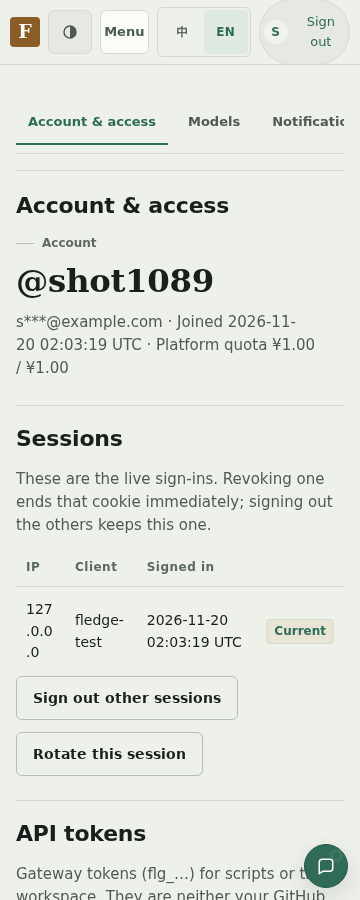 F Menu 中 EN S Sign out
Account & access Models
Account & access
Account
@shot1089
s***@example.com · Joined 2026-11-
20 02:03:19 UTC · Platform quota ¥1.00
/ ¥1.00
Sessions
These are the live sign-ins. Revoking one
ends that cookie immediately; signing out
the others keeps this one.
IP Client Signed in
127.0.0.0 fledge-test 2026-11-20 02:03:19 UTC Current
Sign out other sessions
Rotate this session
API tokens
Gateway tokens (flg_…) for scripts or
workspace. They are neither your GitHub